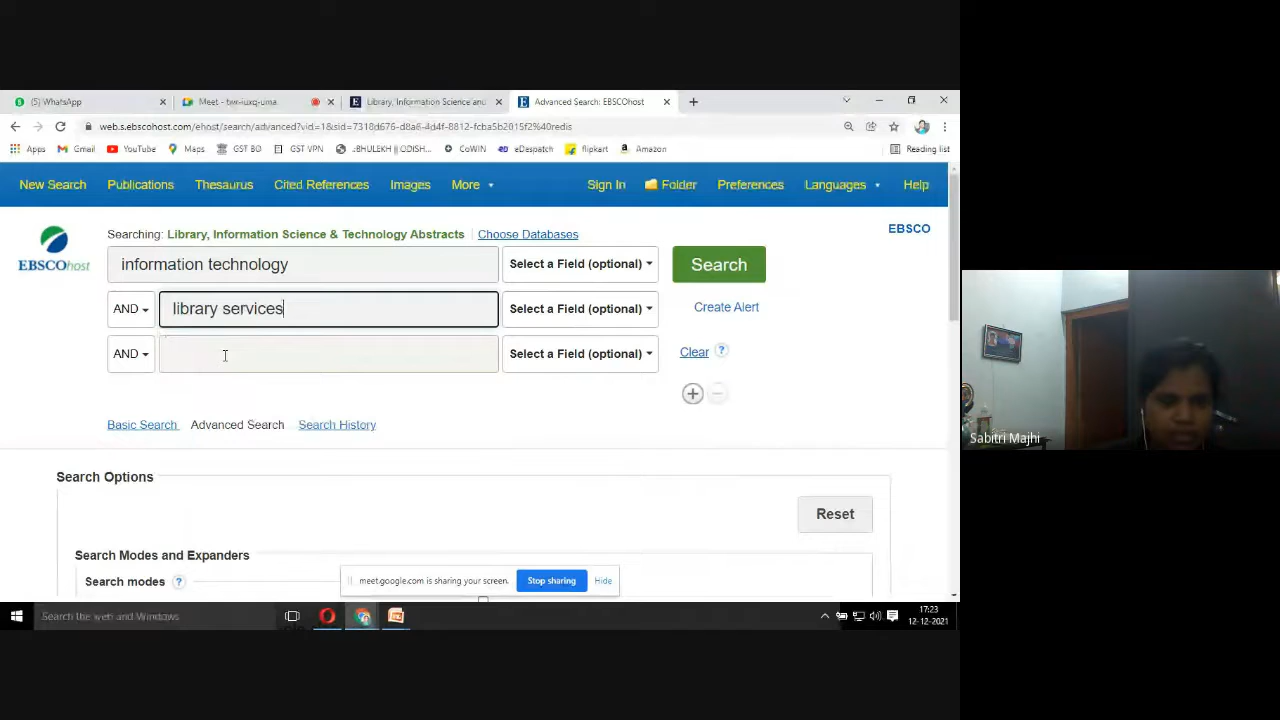 (5) WhatsApp
Meet - twr-iuxq-uma
Library, Information Science and
Advanced Search: EBSCOhost
web.s.ebscohost.com/ehost/search/advanced?vid=1&sid=7318d676-d8a6-4d4f-8812-fcba5b2015f2%40redis
Apps Gmail YouTube Maps GST BO GST VPN :BHULEKH || ODISH... CoWIN eDespatch flipkart Amazon Reading list
New Search Publications Thesaurus Cited References Images More Sign In Folder Preferences Languages Help
Searching: Library, Information Science & Technology Abstracts Choose Databases
EBSCO
EBSCOhost
information technology Select a Field (optional) Search
AND library services Select a Field (optional) Create Alert
AND Select a Field (optional) Clear ?
Basic Search Advanced Search Search History
Search Options
Reset
Search Modes and Expanders
Search modes ?
meet.google.com is sharing your screen. Stop sharing Hide
Search the web and Windows
17:23
12-12-2021
Sabitri Majhi